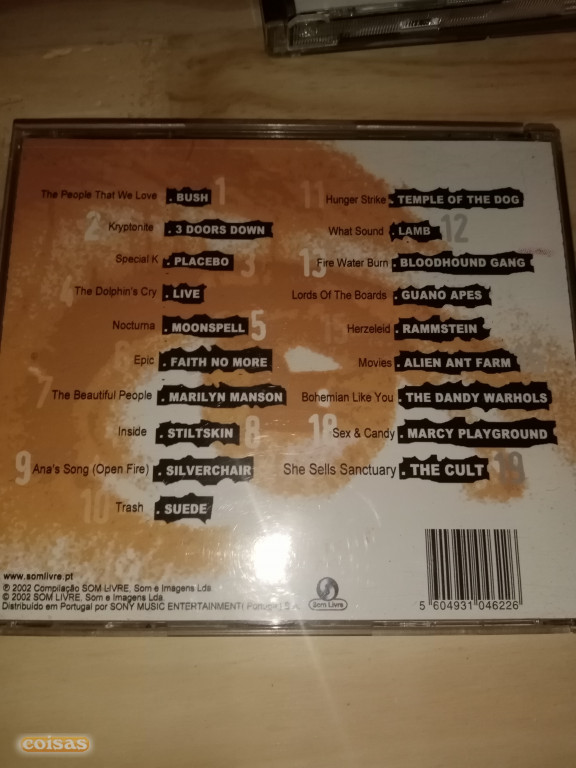 The People That We Love . BUSH 1
2 Kryptonite . 3 DOORS DOWN
Special K . PLACEBO 3
4 The Dolphin's Cry . LIVE
Nocturna . MOONSPELL 5
6 Epic . FAITH NO MORE
7 The Beautiful People . MARILYN MANSON
Inside . STILTSKIN 8
9 Ana's Song (Open Fire) . SILVERCHAIR
10 Trash . SUEDE
11 Hunger Strike . TEMPLE OF THE DOG
What Sound . LAMB 12
13 Fire Water Burn . BLOODHOUND GANG
Lords Of The Boards . GUANO APES
15 Herzeleid . RAMMSTEIN
Movies . ALIEN ANT FARM
Bohemian Like You . THE DANDY WARHOLS
18 Sex & Candy . MARCY PLAYGROUND
She Sells Sanctuary . THE CULT 19
www.somlivre.pt
℗ 2002 Compilação SOM LIVRE, Som e Imagens Lda.
© 2002 SOM LIVRE, Som e Imagens Lda.
Distribuído em Portugal por SONY MUSIC ENTERTAINMENT( Portugal )
Som Livre
5 604931 046226
coisas